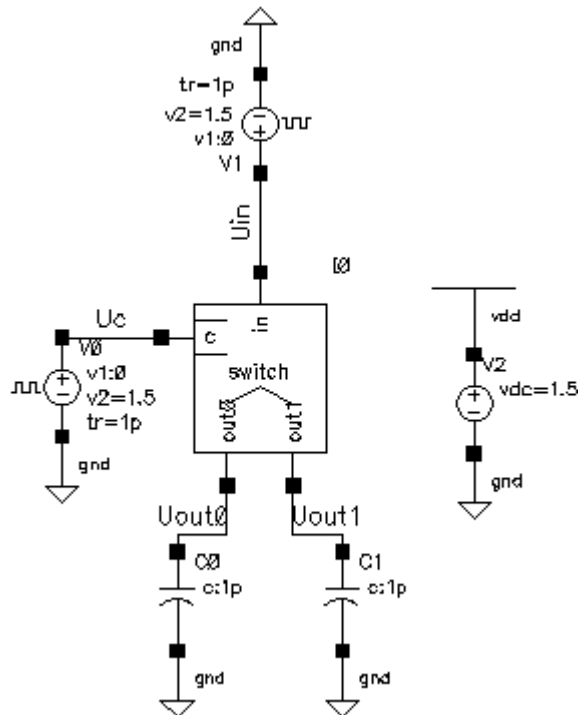 gnd
tr=1p
v2=1.5
v1:0
V1
Uin
I0
Uc
in
c
V0
v1:0
v2=1.5
tr=1p
gnd
switch
out0
out1
vdd
V2
vdc=1.5
gnd
Uout0
Uout1
C0
c:1p
C1
c:1p
gnd
gnd